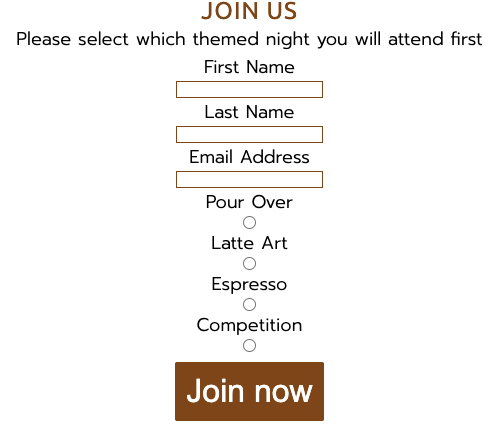 JOIN US
Please select which themed night you will attend first
First Name
Last Name
Email Address
Pour Over
Latte Art
Espresso
Competition
Join now